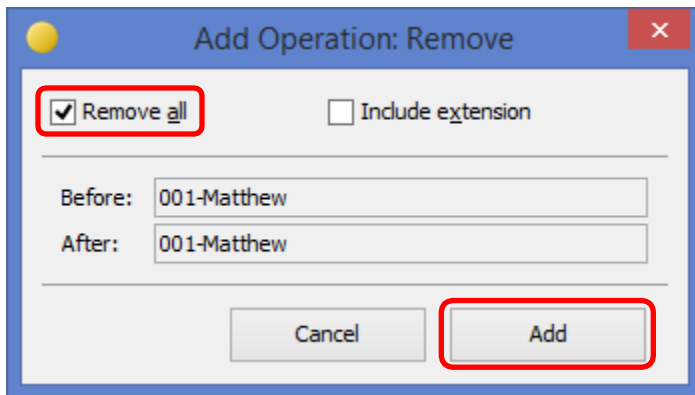 Add Operation: Remove
Remove all Include extension
Before: 001-Matthew
After: 001-Matthew
Cancel Add